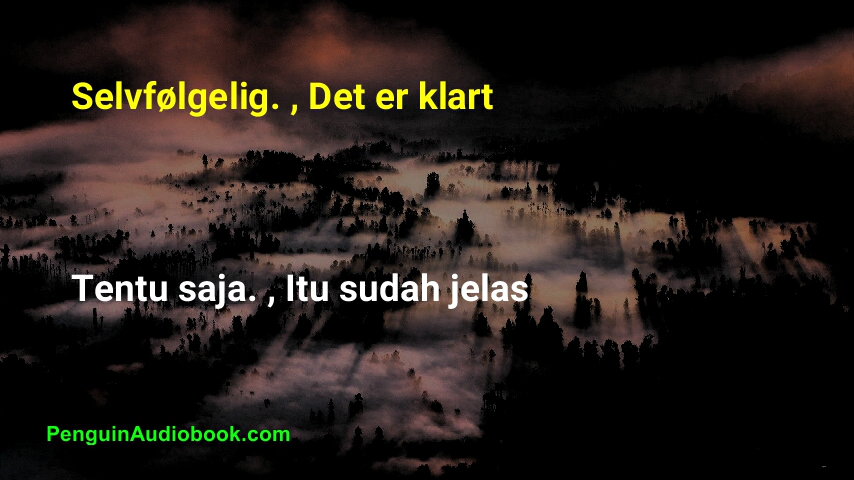 Selvfølgelig. , Det er klart
Tentu saja. , Itu sudah jelas
PenguinAudiobook.com